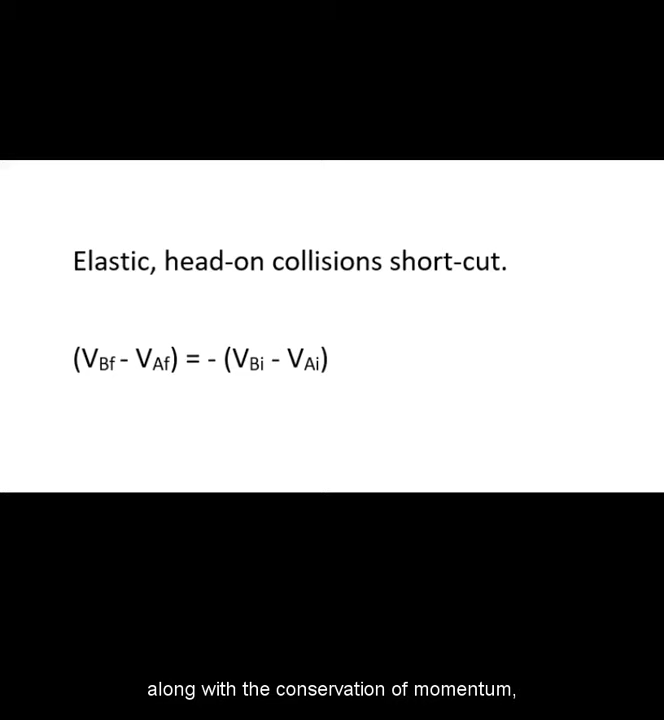 Elastic, head-on collisions short-cut.
(VBf - VAf) = - (VBi - VAi)
along with the conservation of momentum,